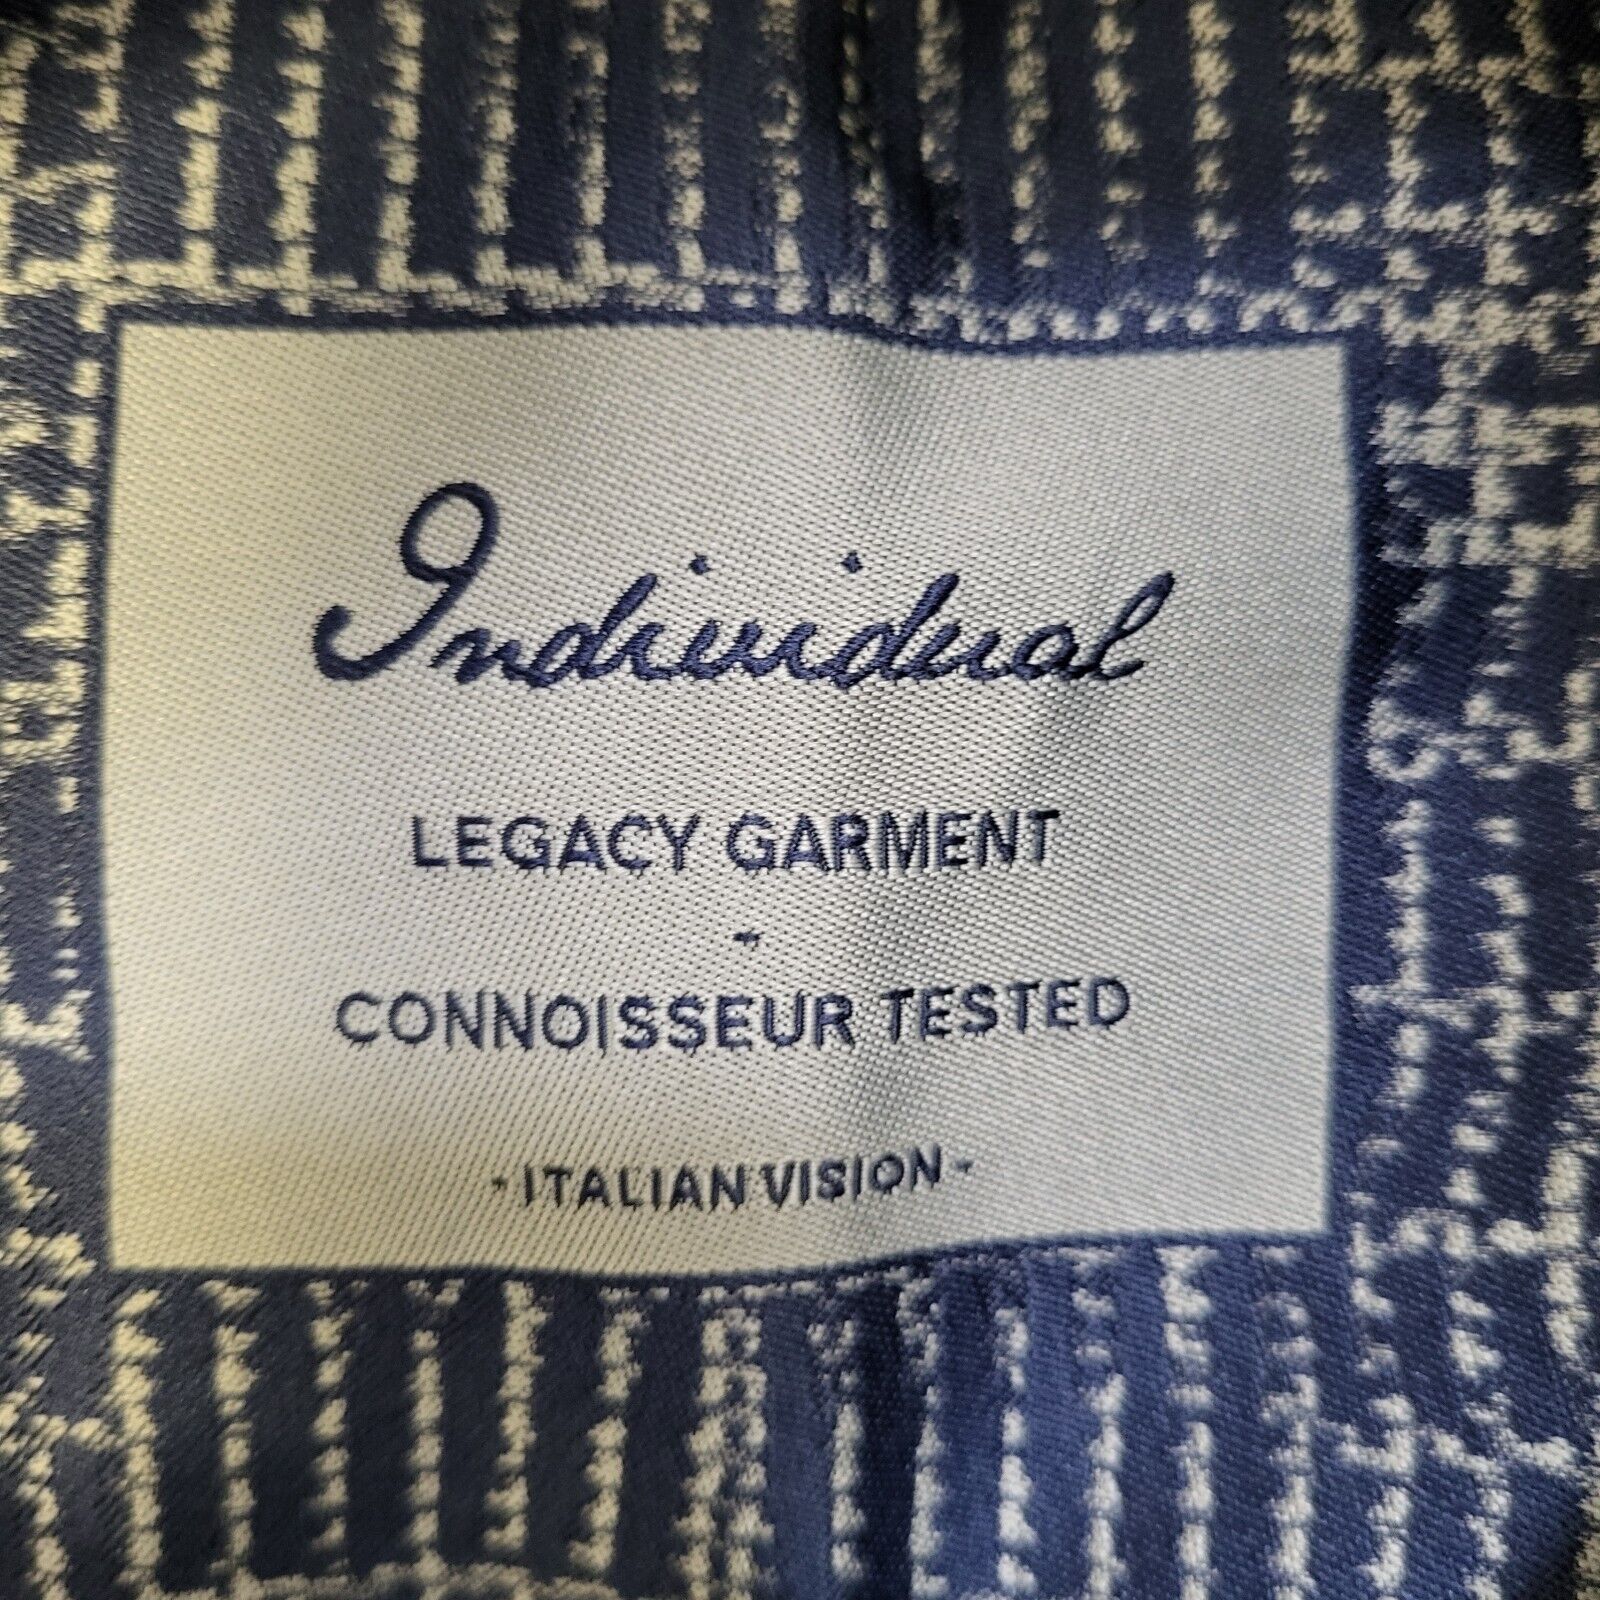 Individual
LEGACY GARMENT
-
CONNOISSEUR TESTED
- ITALIAN VISION -